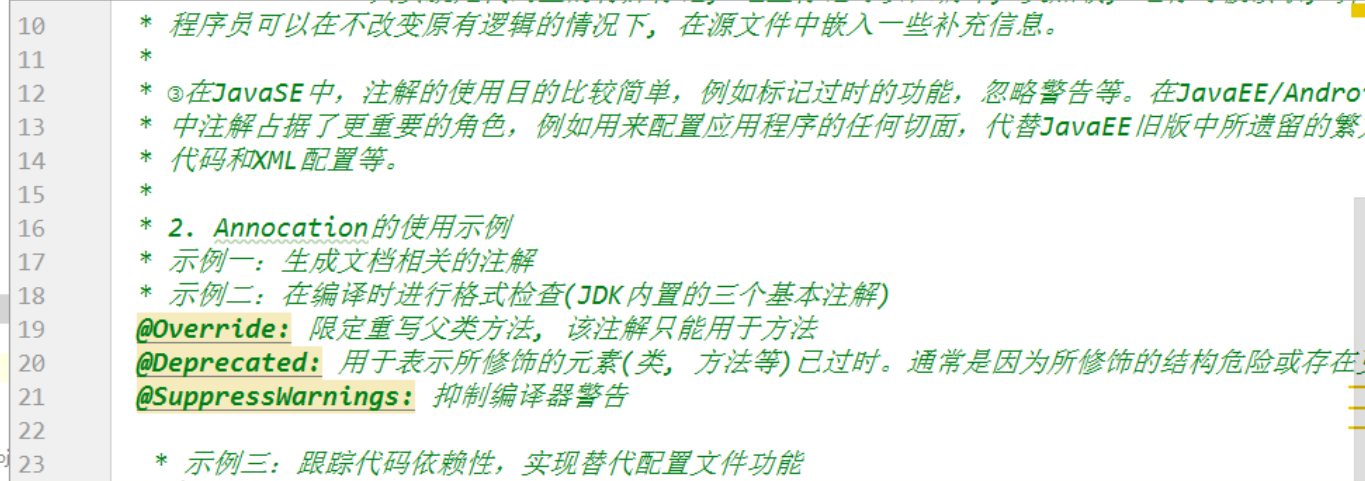 10 * 程序员可以在不改变原有逻辑的情况下, 在源文件中嵌入一些补充信息。
11 *
12 * ③在JavaSE中，注解的使用目的比较简单，例如标记过时的功能，忽略警告等。在JavaEE/Andro
13 * 中注解占据了更重要的角色，例如用来配置应用程序的任何切面，代替JavaEE旧版中所遗留的繁
14 * 代码和XML配置等。
15 *
16 * 2. Annocation的使用示例
17 * 示例一：生成文档相关的注解
18 * 示例二：在编译时进行格式检查(JDK内置的三个基本注解)
19 @Override: 限定重写父类方法, 该注解只能用于方法
20 @Deprecated: 用于表示所修饰的元素(类, 方法等)已过时。通常是因为所修饰的结构危险或存在
21 @SuppressWarnings: 抑制编译器警告
22
23 * 示例三：跟踪代码依赖性，实现替代配置文件功能